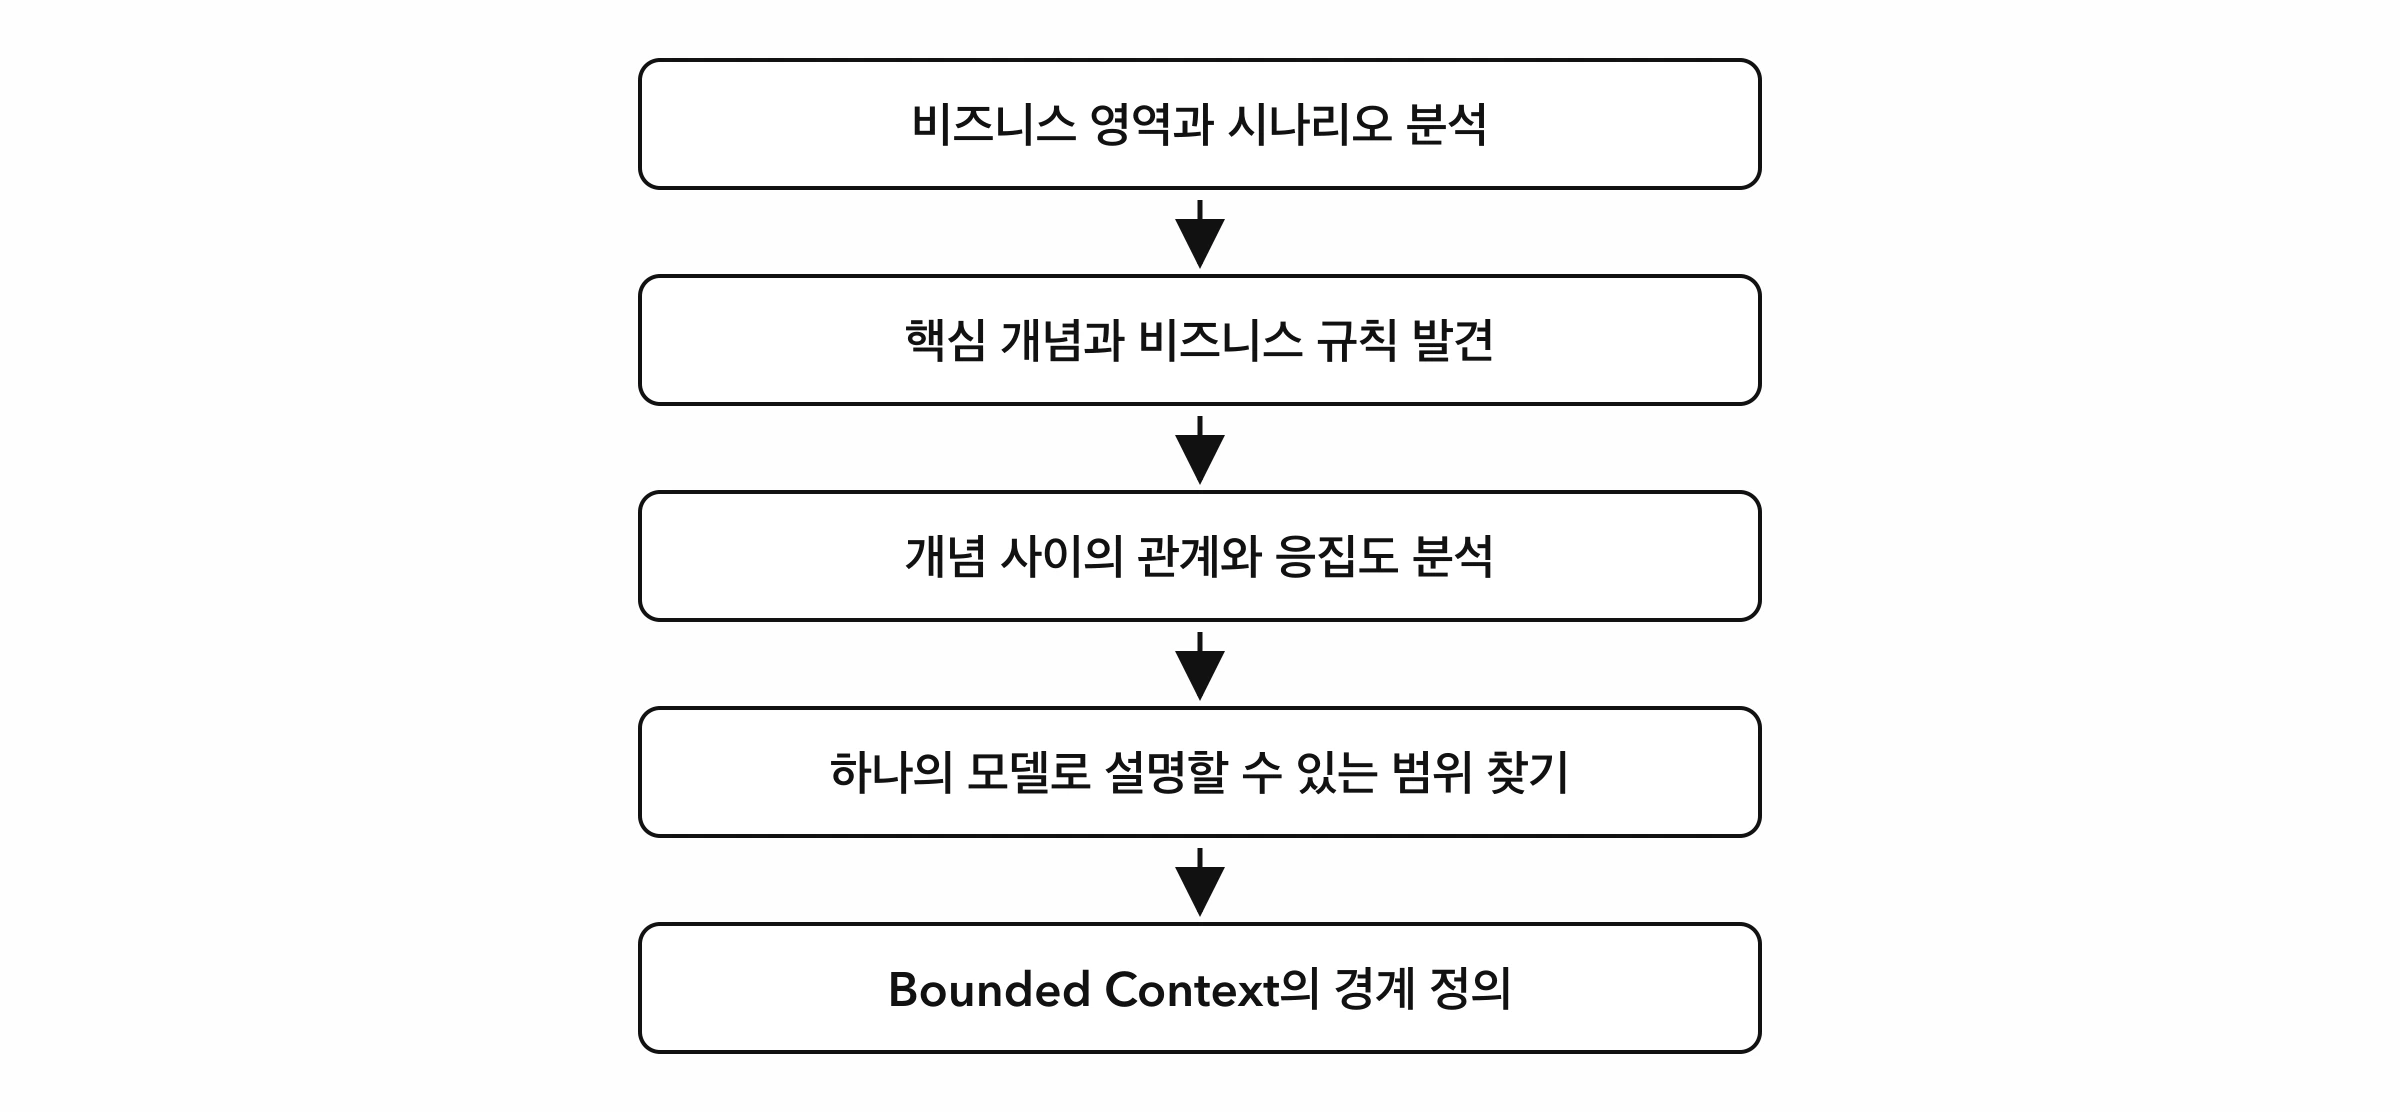 비즈니스 영역과 시나리오 분석
핵심 개념과 비즈니스 규칙 발견
개념 사이의 관계와 응집도 분석
하나의 모델로 설명할 수 있는 범위 찾기
Bounded Context의 경계 정의